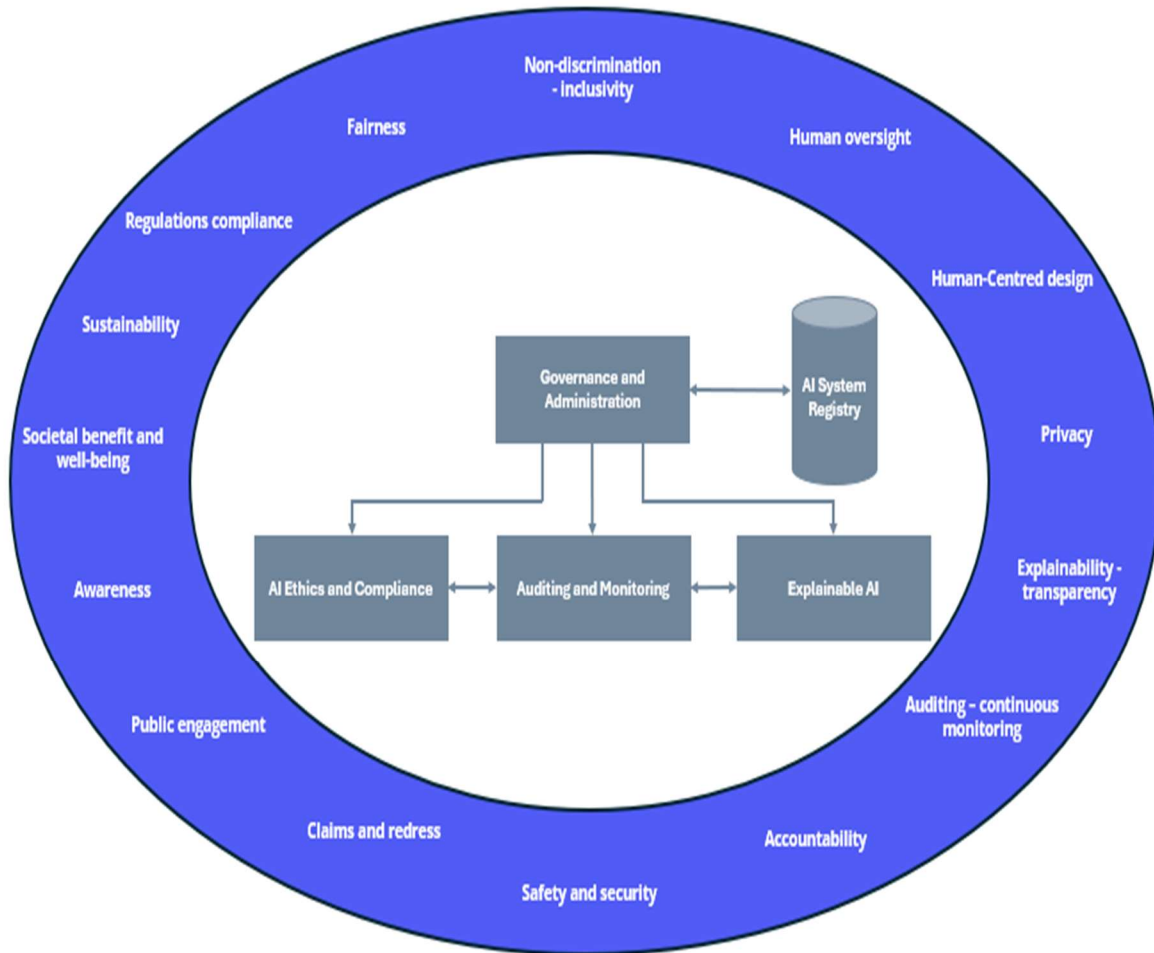 Non-discrimination
- inclusivity
Fairness
Human oversight
Regulations compliance
Human-Centred design
Sustainability
Governance and
Administration
AI System
Registry
Societal benefit and
well-being
Privacy
Awareness
AI Ethics and Compliance
Auditing and Monitoring
Explainable AI
Explainability -
transparency
Public engagement
Auditing – continuous
monitoring
Claims and redress
Accountability
Safety and security